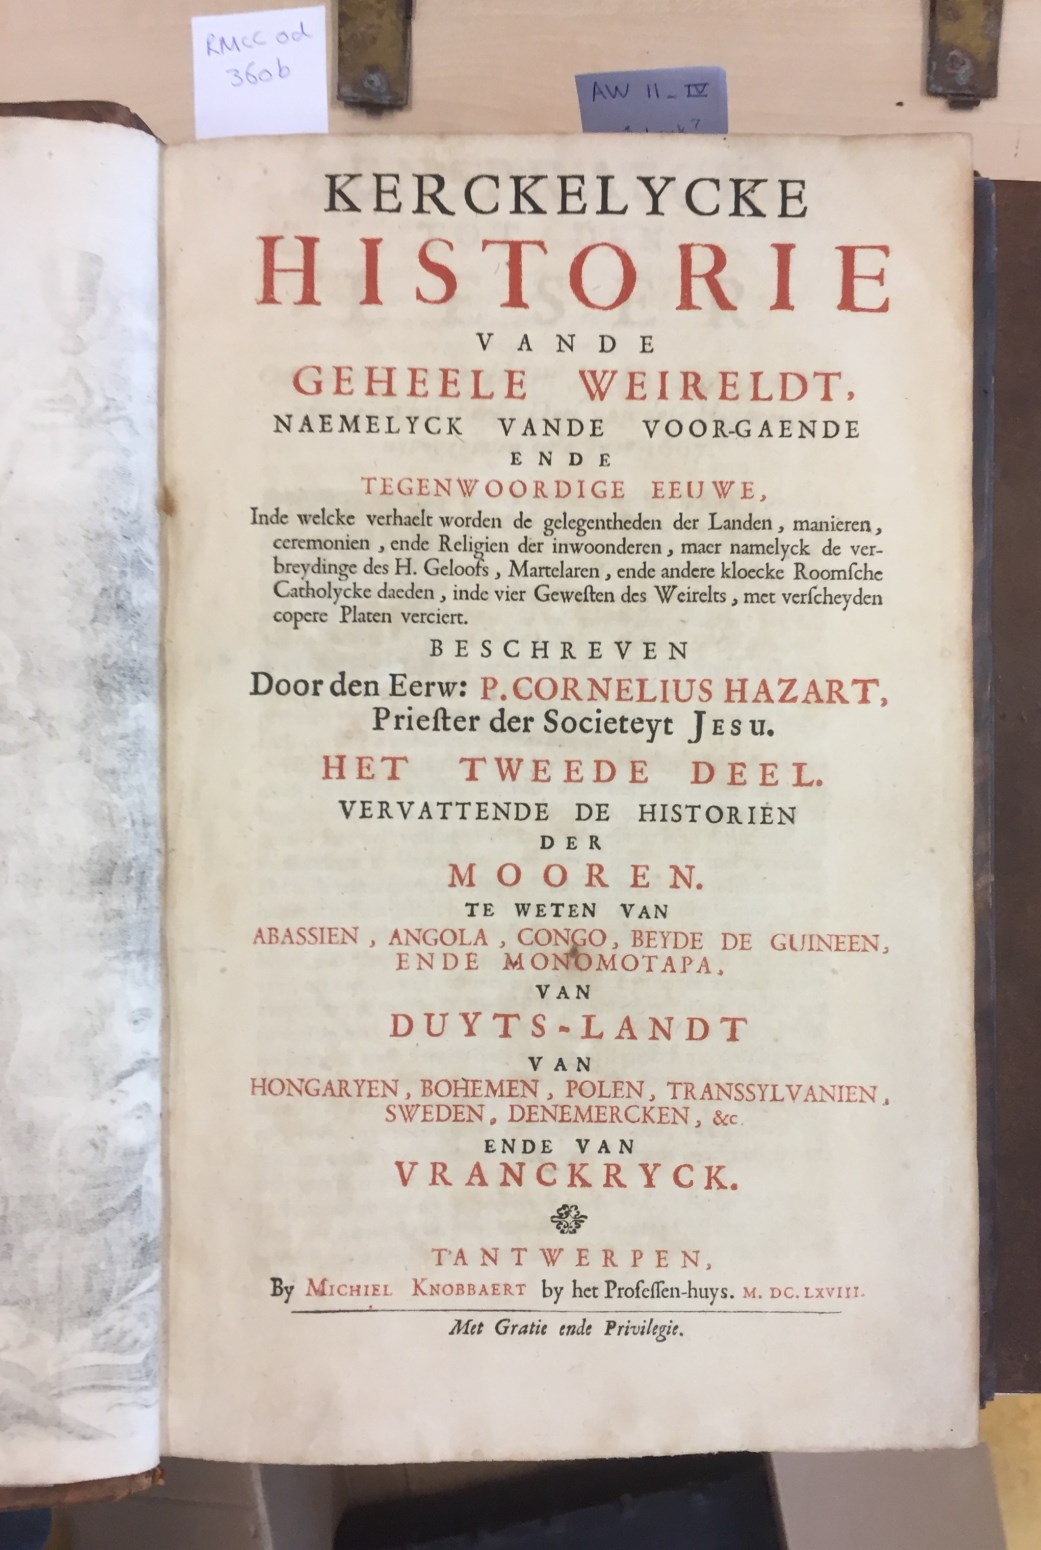 RMCC od
360b
AW II - IV
KERCKELYCKE
HISTORIE
VANDE
GEHEELE WEIRELDT,
NAEMELYCK VANDE VOOR-GAENDE
ENDE
TEGENWOORDIGE EEUWE,
Inde welcke verhaelt worden de gelegentheden der Landen, manieren,
ceremonien, ende Religien der inwoonderen, maer namelyck de ver-
breydinge des H. Geloofs, Martelaren, ende andere kloecke Roomſche
Catholycke daeden, inde vier Geweſten des Weirelts, met verſcheyden
copere Platen verciert.
BESCHREVEN
Door den Eerw: P. CORNELIUS HAZART,
Prieſter der Societeyt JESU.
HET TWEEDE DEEL.
VERVATTENDE DE HISTORIEN
DER
MOOREN.
TE WETEN VAN
ABASSIEN, ANGOLA, CONGO, BEYDE DE GUINEEN,
ENDE MONOMOTAPA,
VAN
DUYTS-LANDT
VAN
HONGARYEN, BOHEMEN, POLEN, TRANSSYLVANIEN,
SWEDEN, DENEMERCKEN, &c.
ENDE VAN
VRANCKRYCK.
T'ANTWERPEN,
By MICHIEL KNOBBAERT by het Profeſſen-huys. M. DC. LXVIII.
Met Gratie ende Privilegie.